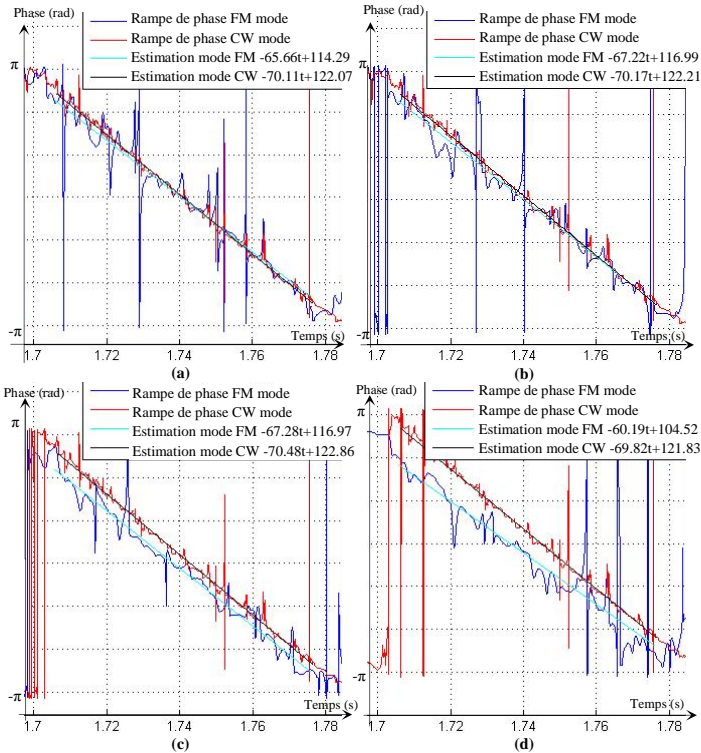 Phase (rad)
Rampe de phase FM mode
Rampe de phase CW mode
Estimation mode FM -65.66t+114.29
Estimation mode CW -70.11t+122.07
π
-π
Temps (s)
1.7 1.72 1.74 1.76 1.78
(a)
Phase (rad)
Rampe de phase FM mode
Rampe de phase CW mode
Estimation mode FM -67.22t+116.99
Estimation mode CW -70.17t+122.21
π
-π
Temps (s)
1.7 1.72 1.74 1.76 1.78
(b)
Phase (rad)
Rampe de phase FM mode
Rampe de phase CW mode
Estimation mode FM -67.28t+116.97
Estimation mode CW -70.48t+122.86
π
-π
Temps (s)
1.7 1.72 1.74 1.76 1.78
(c)
Phase (rad)
Rampe de phase FM mode
Rampe de phase CW mode
Estimation mode FM -60.19t+104.52
Estimation mode CW -69.82t+121.83
π
-π
Temps (s)
1.7 1.72 1.74 1.76 1.78
(d)